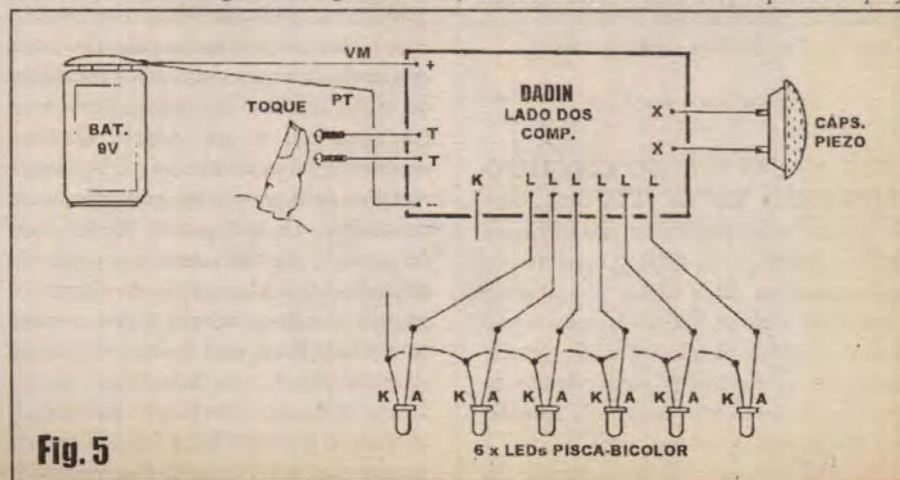 VM
+
PT
DADIN
LADO DOS
COMP.
TOQUE
BAT.
9V
T
T
X
X
CÁPS.
PIEZO
K L L L L L L
-
K A K A K A K A K A K A
6 x LEDs PISCA-BICOLOR
Fig. 5